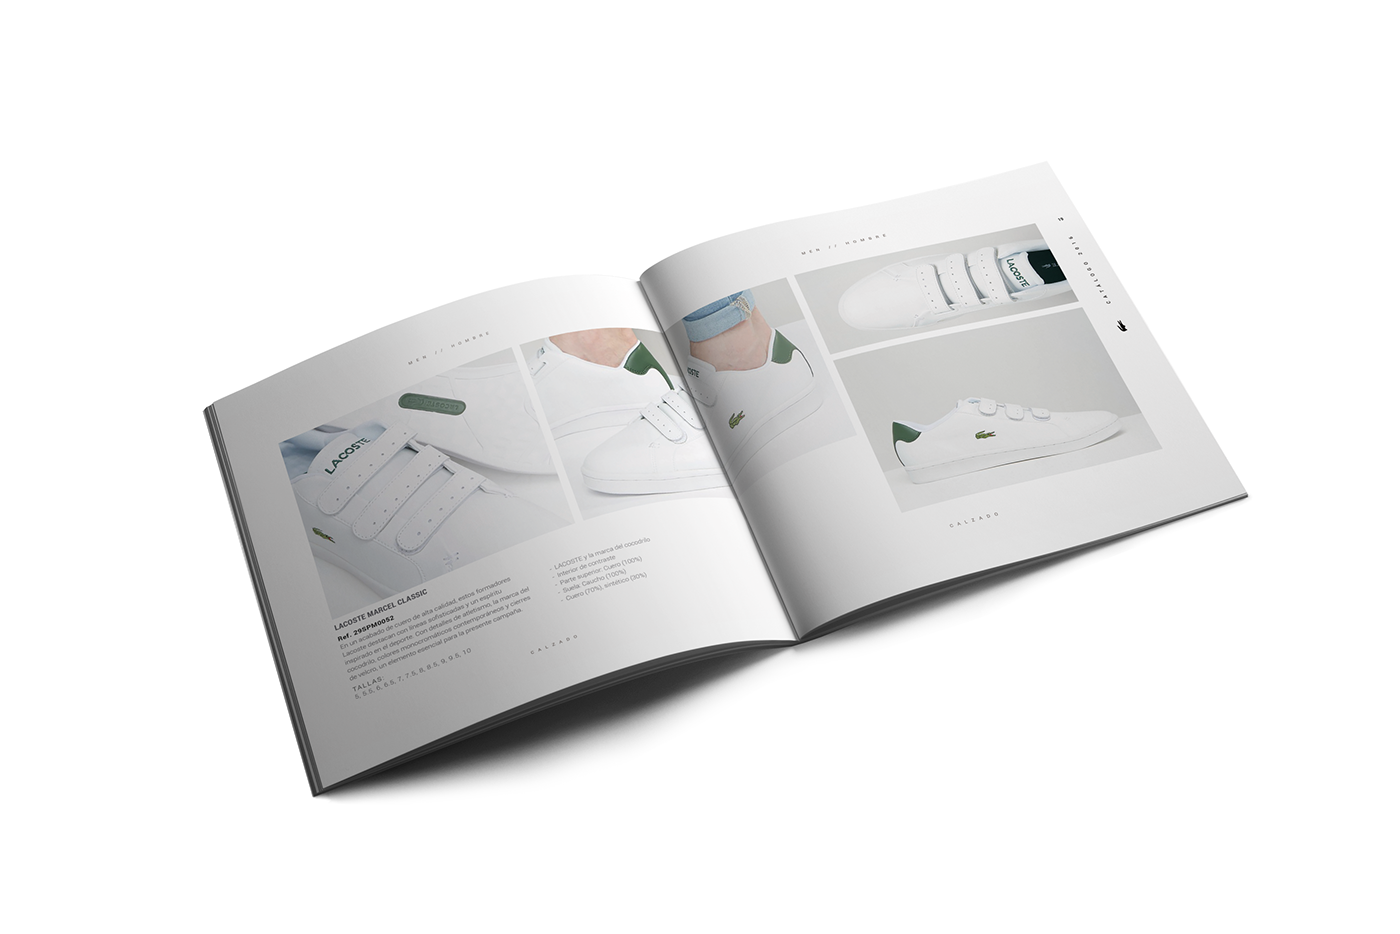 MEN // HOMBRE
LACOSTE
LACOSTE MARCEL CLASSIC
Ref. 29SPM0052
En un acabado de cuero de alta calidad, estos formadores
Lacoste destacan con líneas sofisticadas y un espíritu
inspirado en el deporte. Con detalles de atletismo, la marca del
cocodrilo, colores monocromáticos contemporáneos y cierres
de velcro, un elemento esencial para la presente campaña.
TALLAS:
5, 5.5, 6, 6.5, 7, 7.5, 8, 8.5, 9, 9.5, 10
- LACOSTE y la marca del cocodrilo
- Interior de contraste
- Parte superior: Cuero (100%)
- Suela: Caucho (100%)
- Cuero (70%), sintético (30%)
CALZADO
MEN // HOMBRE
LACOSTE
CALZADO
CATÁLOGO 2018